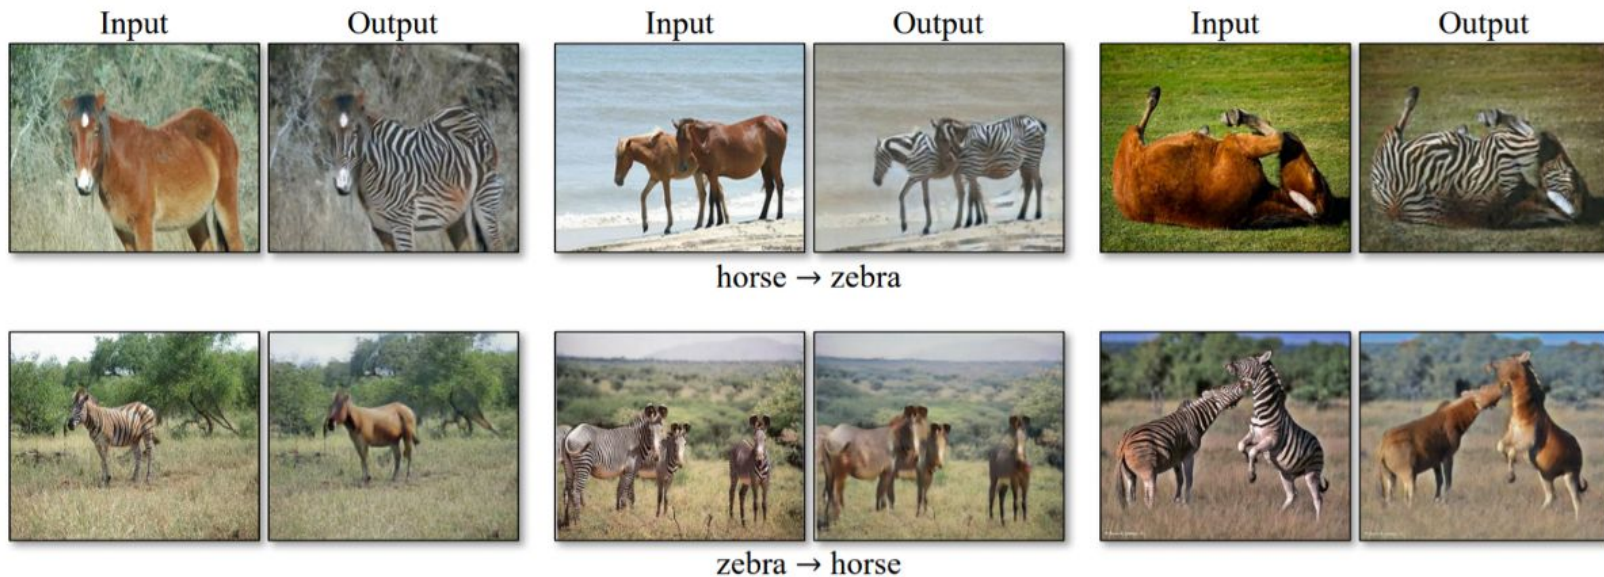 Input Output Input Output Input Output
horse → zebra
zebra → horse